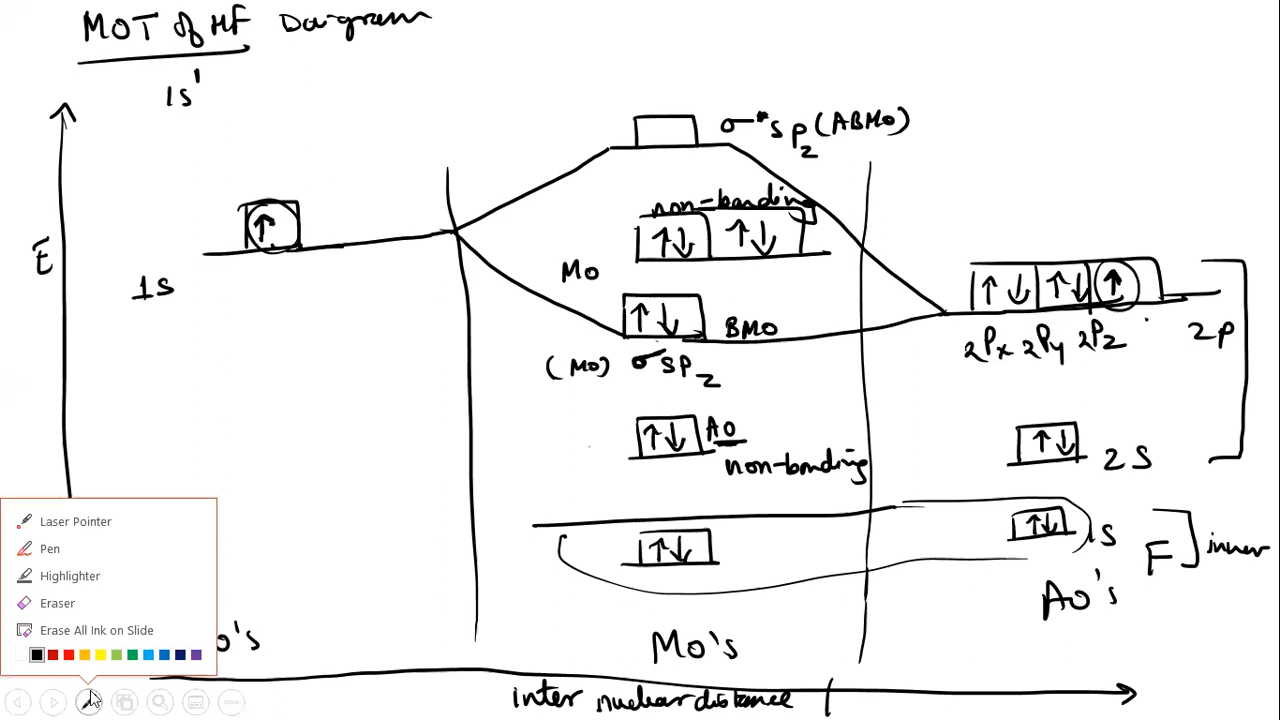 MOT of HF Daigram
1s¹
σ*sp₂ (ABMO)
non-bonding
↑ ↑↓ ↑↓
E
MO
↑↓ ↑↓ ↑
1s
↑↓ BMO
2Px 2Py 2Pz 2P
(MO) σsp₂
↑↓ AO
non-bonding
↑↓ 2S
↑↓ 1s
↑↓
F inner
AO's
Laser Pointer
Pen
Highlighter
Eraser
Erase All Ink on Slide
O's
MO's
inter nuclear distance